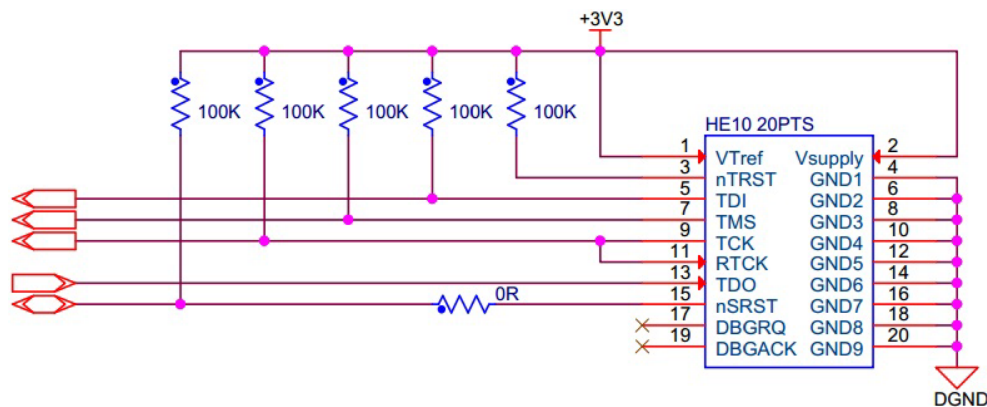 +3V3
100K 100K 100K 100K 100K
HE10 20PTS
1 VTref Vsupply 2
3 nTRST GND1 4
5 TDI GND2 6
7 TMS GND3 8
9 TCK GND4 10
11 RTCK GND5 12
13 TDO GND6 14
0R 15 nSRST GND7 16
17 DBGRQ GND8 18
19 DBGACK GND9 20
DGND